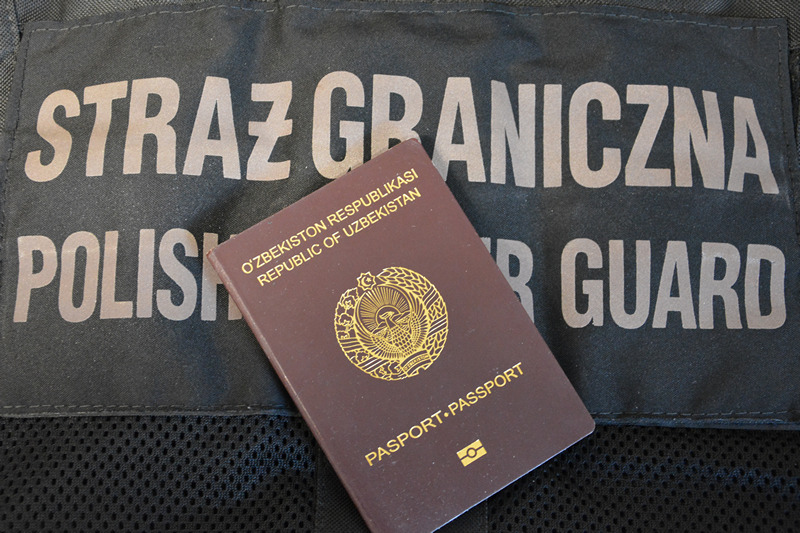 STRAŻ GRANICZNA
POLISH GUARD
O'ZBEKISTON RESPUBLIKASI
REPUBLIC OF UZBEKISTAN
PASPORT • PASSPORT